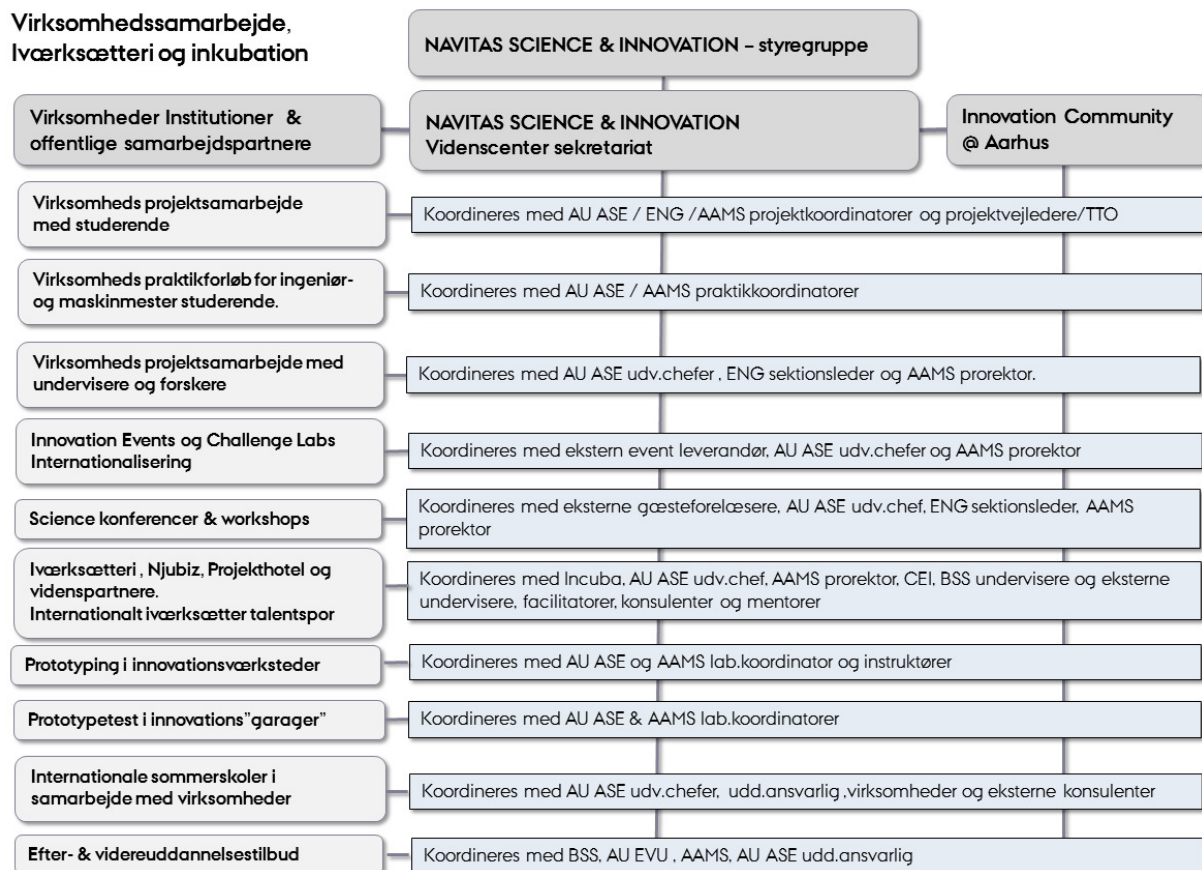 Virksomhedssamarbejde,
Iværksætteri og inkubation
NAVITAS SCIENCE & INNOVATION – styregruppe
Virksomheder Institutioner &
offentlige samarbejdspartnere
NAVITAS SCIENCE & INNOVATION
Videnscenter sekretariat
Innovation Community
@ Aarhus
Virksomheds projektsamarbejde
med studerende
Koordineres med AU ASE / ENG /AAMS projektkoordinatorer og projektvejledere/TTO
Virksomheds praktikforløb for ingeniør-
og maskinmester studerende.
Koordineres med AU ASE / AAMS praktikkoordinatorer
Virksomheds projektsamarbejde med
undervisere og forskere
Koordineres med AU ASE udv.chefer , ENG sektionsleder og AAMS prorektor.
Innovation Events og Challenge Labs
Internationalisering
Koordineres med ekstern event leverandør, AU ASE udv.chefer og AAMS prorektor
Science konferencer & workshops
Koordineres med eksterne gæsteforelæsere, AU ASE udv.chef, ENG sektionsleder, AAMS
prorektor
Iværksætteri , Njubiz, Projekthotel og
videnspartnere.
Internationalt iværksætter talentspor
Koordineres med Incuba, AU ASE udv.chef, AAMS prorektor, CEI, BSS undervisere og eksterne
undervisere, facilitatorer, konsulenter og mentorer
Prototyping i innovationsværksteder
Koordineres med AU ASE og AAMS lab.koordinator og instruktører
Prototypetest i innovations”garager”
Koordineres med AU ASE & AAMS lab.koordinatorer
Internationale sommerskoler i
samarbejde med virksomheder
Koordineres med AU ASE udv.chefer, udd.ansvarlig ,virksomheder og eksterne konsulenter
Efter- & videreuddannelsestilbud
Koordineres med BSS, AU EVU , AAMS, AU ASE udd.ansvarlig